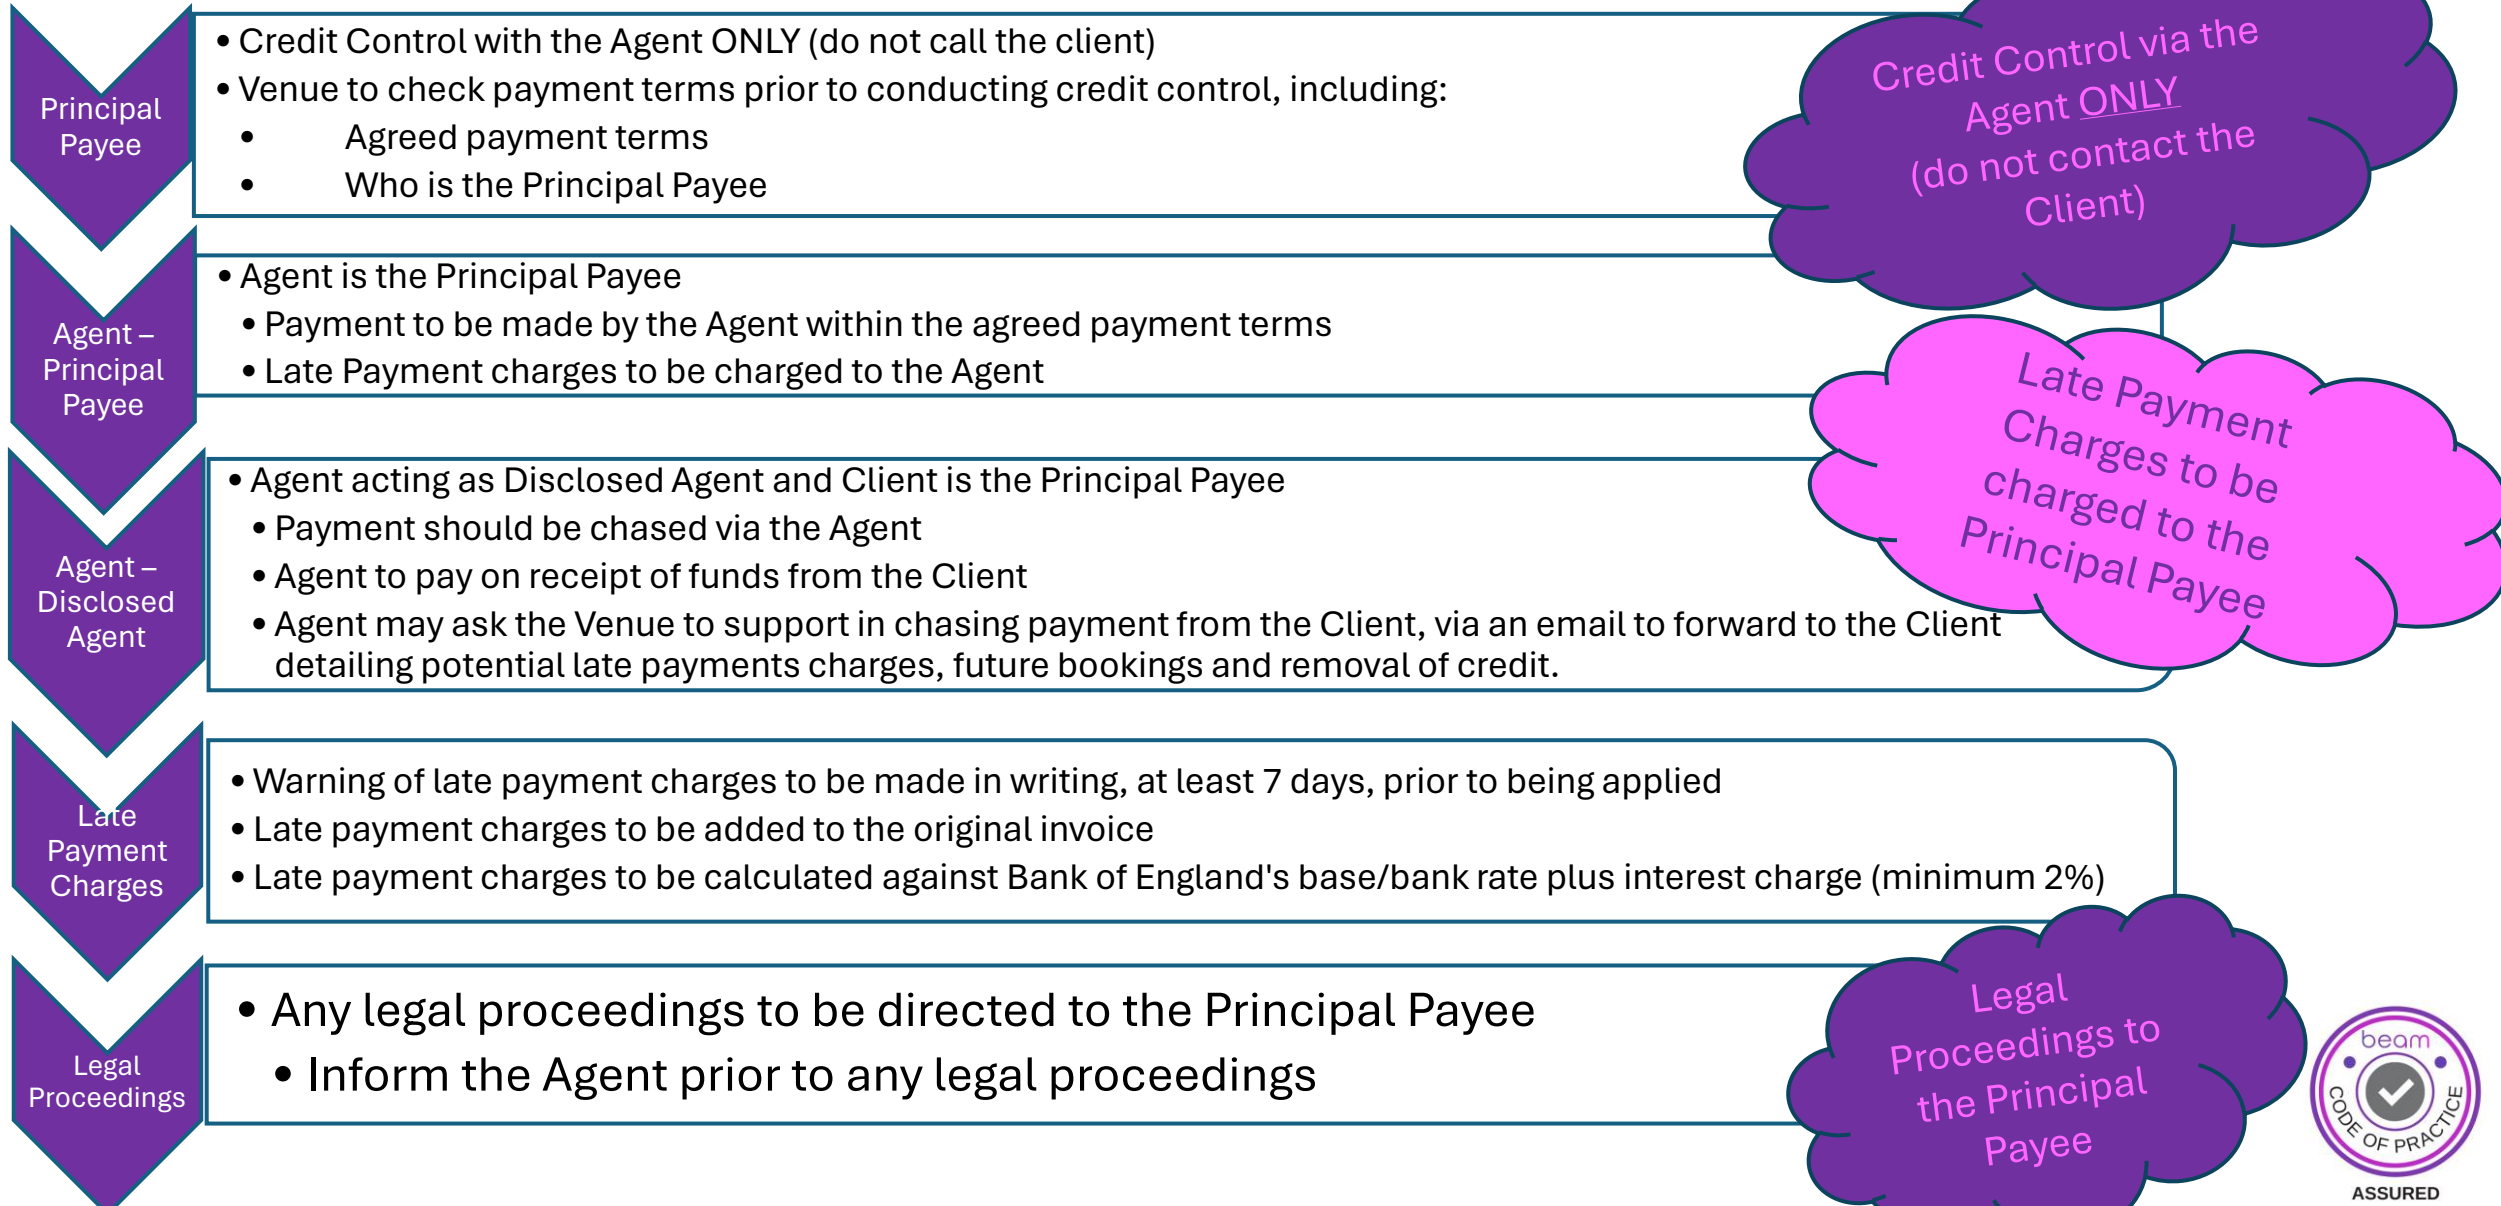 Principal
Payee
• Credit Control with the Agent ONLY (do not call the client)
• Venue to check payment terms prior to conducting credit control, including:
• Agreed payment terms
• Who is the Principal Payee
Credit Control via the
Agent ONLY
(do not contact the
Client)
Agent –
Principal
Payee
• Agent is the Principal Payee
• Payment to be made by the Agent within the agreed payment terms
• Late Payment charges to be charged to the Agent
Late Payment
Charges to be
charged to the
Principal Payee
Agent –
Disclosed
Agent
• Agent acting as Disclosed Agent and Client is the Principal Payee
• Payment should be chased via the Agent
• Agent to pay on receipt of funds from the Client
• Agent may ask the Venue to support in chasing payment from the Client, via an email to forward to the Client
detailing potential late payments charges, future bookings and removal of credit.
Late
Payment
Charges
• Warning of late payment charges to be made in writing, at least 7 days, prior to being applied
• Late payment charges to be added to the original invoice
• Late payment charges to be calculated against Bank of England's base/bank rate plus interest charge (minimum 2%)
Legal
Proceedings
• Any legal proceedings to be directed to the Principal Payee
• Inform the Agent prior to any legal proceedings
Legal
Proceedings to
the Principal
Payee
beam
CODE OF PRACTICE
ASSURED